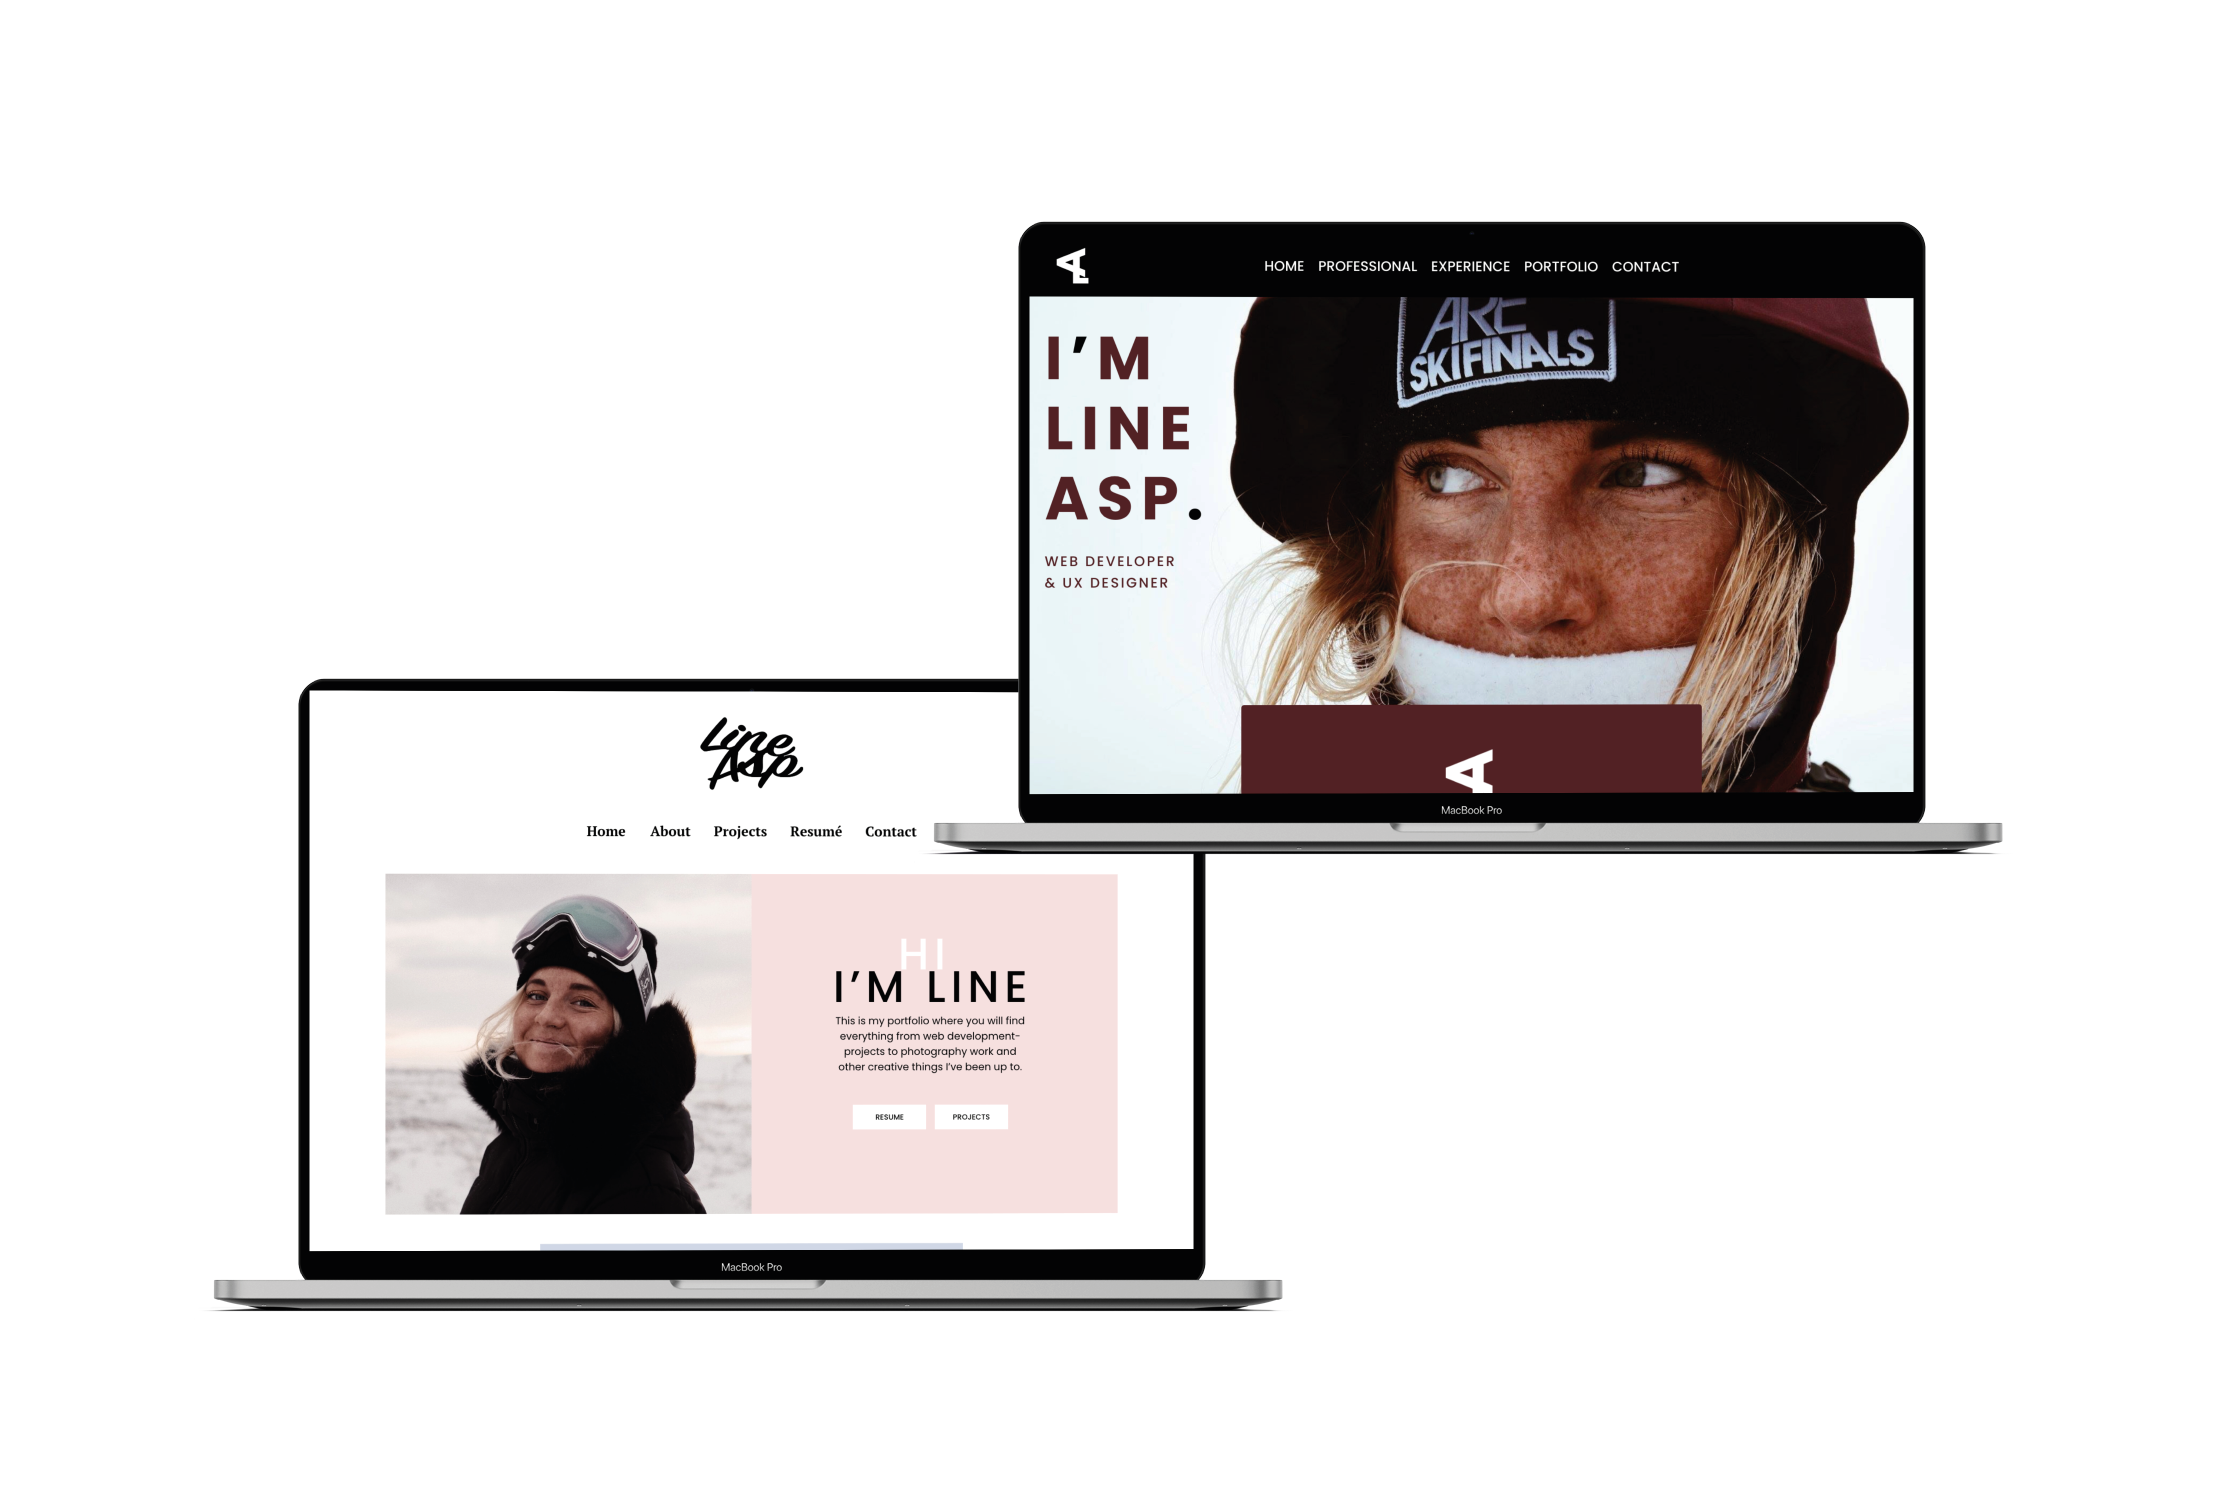 HOME PROFESSIONAL EXPERIENCE PORTFOLIO CONTACT
I’M
LINE
ASP.
WEB DEVELOPER
& UX DESIGNER
ARE
SKIFINALS
A
MacBook Pro
Line
Asp
Home About Projects Resumé Contact
HI
I’M LINE
This is my portfolio where you will find
everything from web development-
projects to photography work and
other creative things I’ve been up to.
RESUME PROJECTS
MacBook Pro